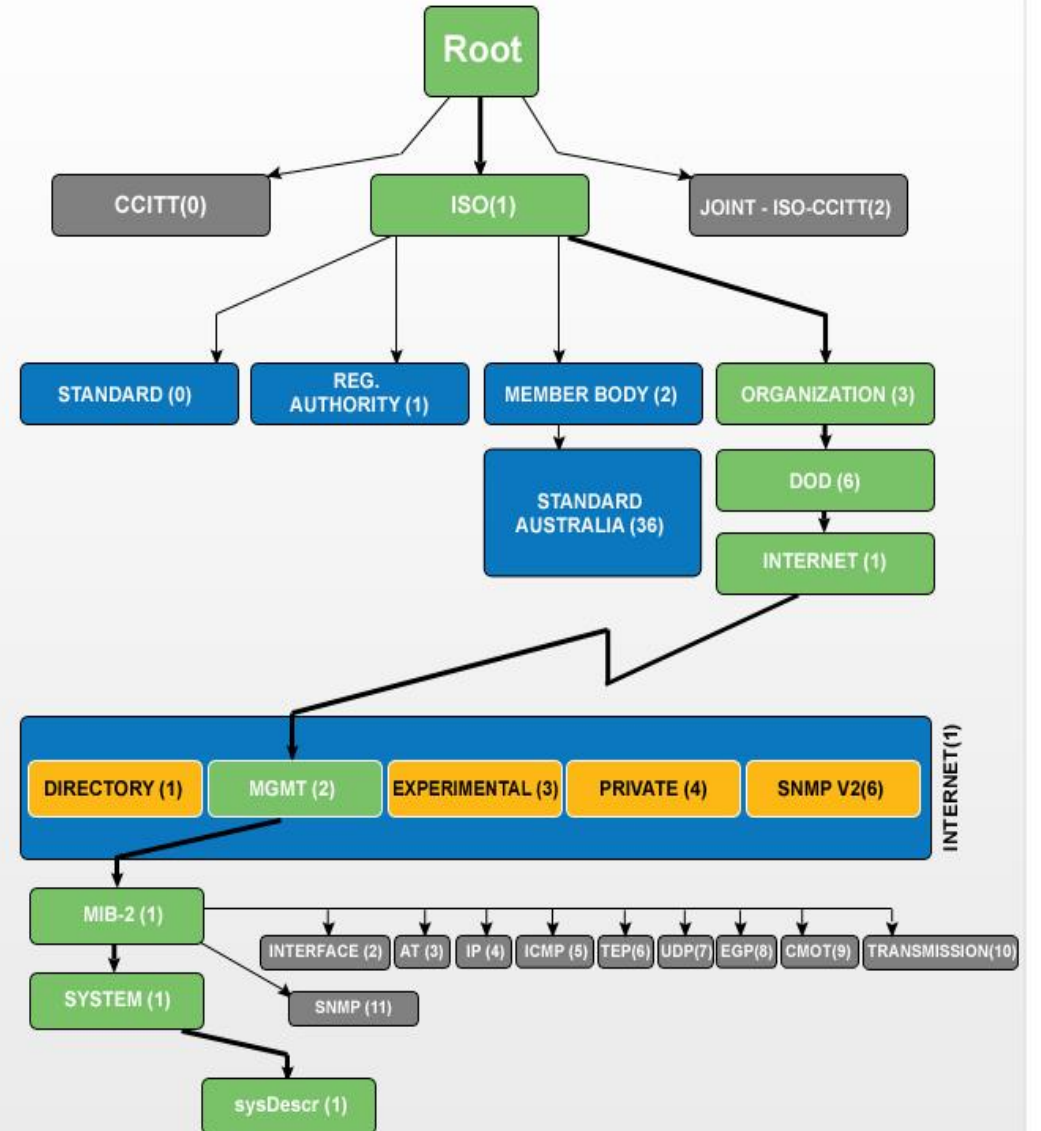 Root
CCITT(0)
ISO(1)
JOINT - ISO-CCITT(2)
STANDARD (0)
REG.
AUTHORITY (1)
MEMBER BODY (2)
ORGANIZATION (3)
STANDARD
AUSTRALIA (36)
DOD (6)
INTERNET (1)
DIRECTORY (1)
MGMT (2)
EXPERIMENTAL (3)
PRIVATE (4)
SNMP V2(6)
INTERNET(1)
MIB-2 (1)
INTERFACE (2)
AT (3)
IP (4)
ICMP (5)
TEP(6)
UDP(7)
EGP(8)
CMOT(9)
TRANSMISSION(10)
SYSTEM (1)
SNMP (11)
sysDescr (1)